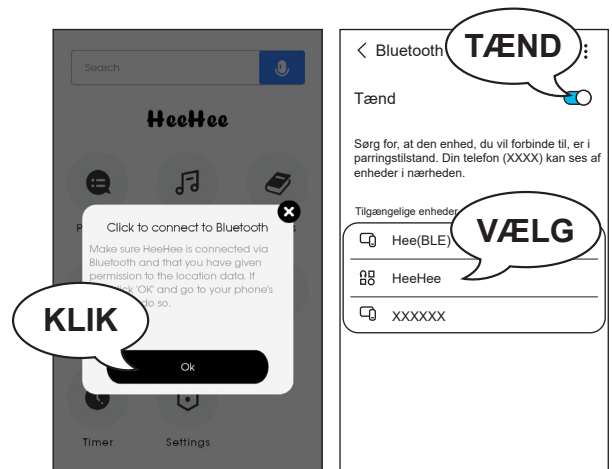 Search
HeeHee
Click to connect to Bluetooth
Make sure HeeHee is connected via
Bluetooth and that you have given
permission to the location data. If
click 'OK' and go to your phone's
do so.
KLIK
Ok
Timer
Settings
Bluetooth
TÆND
Tænd
Sørg for, at den enhed, du vil forbinde til, er i
parringstilstand. Din telefon (XXXX) kan ses af
enheder i nærheden.
Tilgængelige enheder
VÆLG
Hee(BLE)
HeeHee
XXXXXX